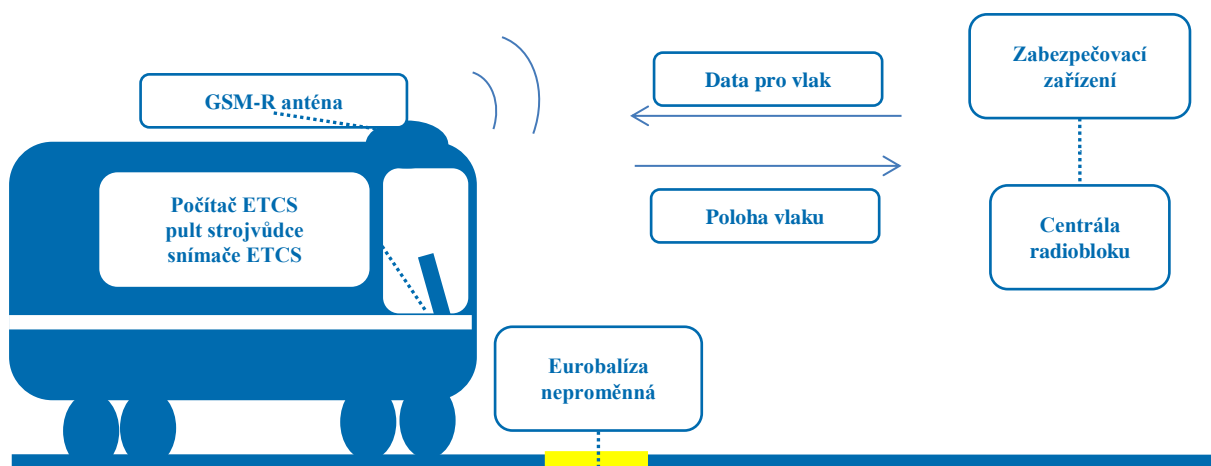 GSM-R anténa
Data pro vlak
Zabezpečovací
zařízení
Počítač ETCS
pult strojvůdce
snímače ETCS
Poloha vlaku
Centrála
radiobloku
Eurobalíza
neproměnná